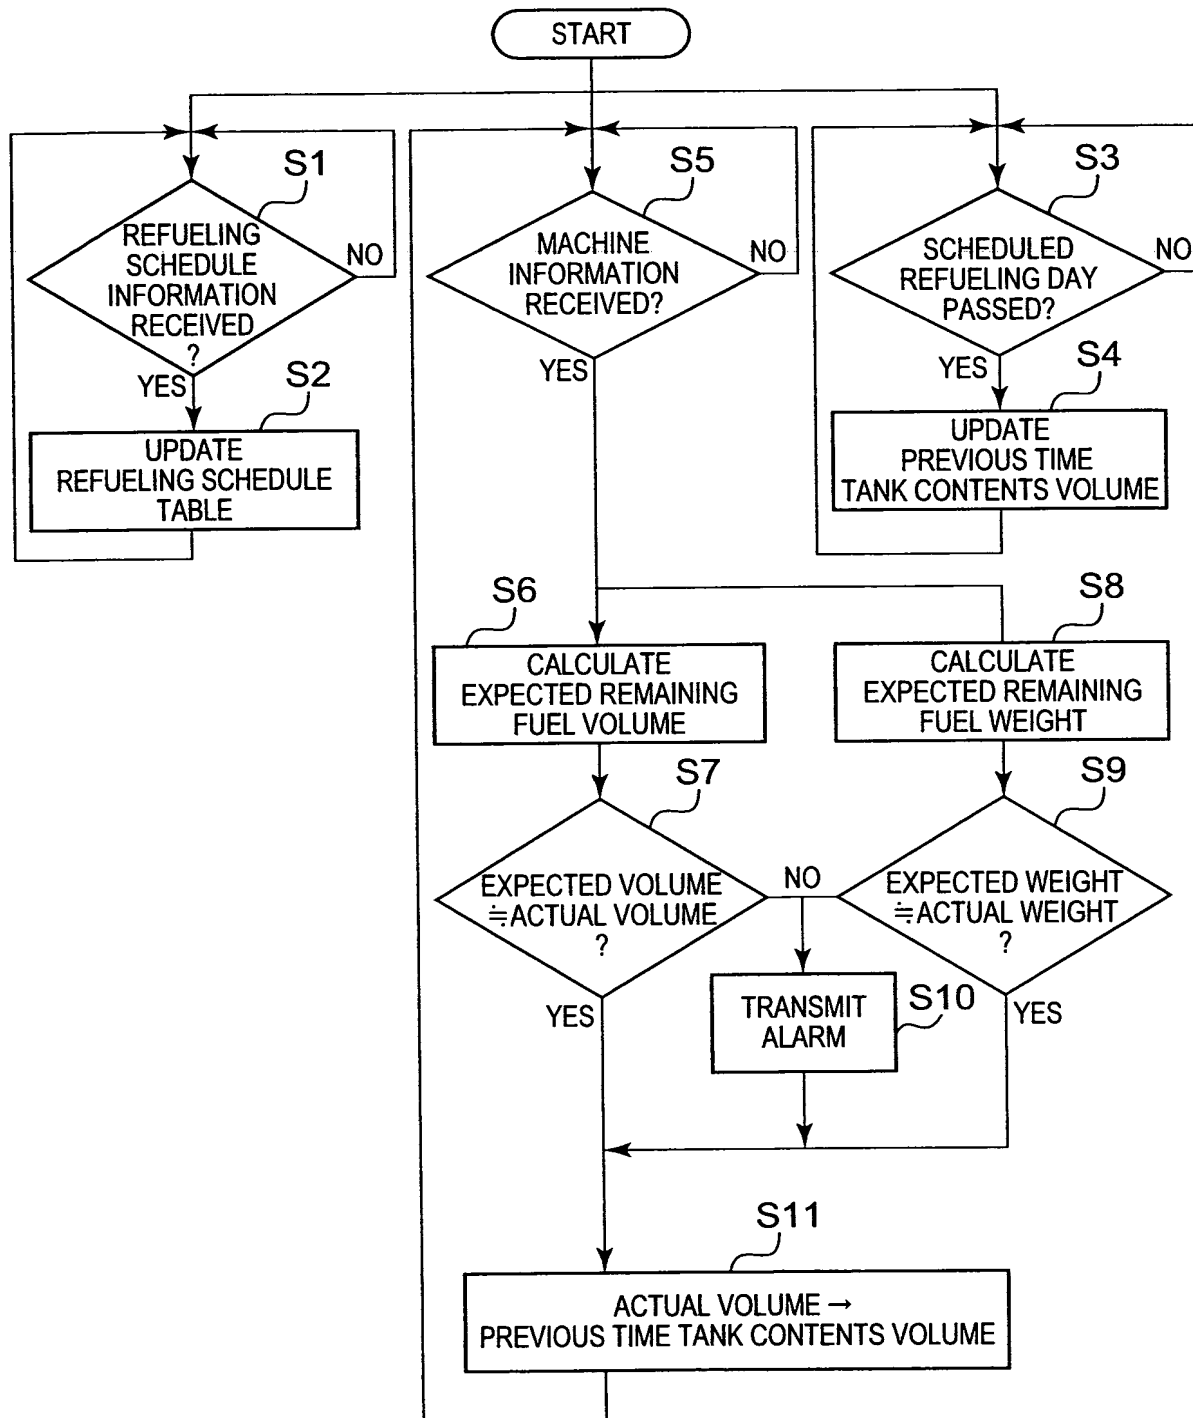 START
S1
REFUELING
SCHEDULE
INFORMATION
RECEIVED
?
NO
YES
S2
UPDATE
REFUELING SCHEDULE
TABLE
S5
MACHINE
INFORMATION
RECEIVED?
NO
YES
S3
SCHEDULED
REFUELING DAY
PASSED?
NO
YES
S4
UPDATE
PREVIOUS TIME
TANK CONTENTS VOLUME
S6
CALCULATE
EXPECTED REMAINING
FUEL VOLUME
S8
CALCULATE
EXPECTED REMAINING
FUEL WEIGHT
S7
EXPECTED VOLUME
≒ACTUAL VOLUME
?
NO
YES
S9
EXPECTED WEIGHT
≒ACTUAL WEIGHT
?
YES
TRANSMIT
ALARM
S10
S11
ACTUAL VOLUME →
PREVIOUS TIME TANK CONTENTS VOLUME